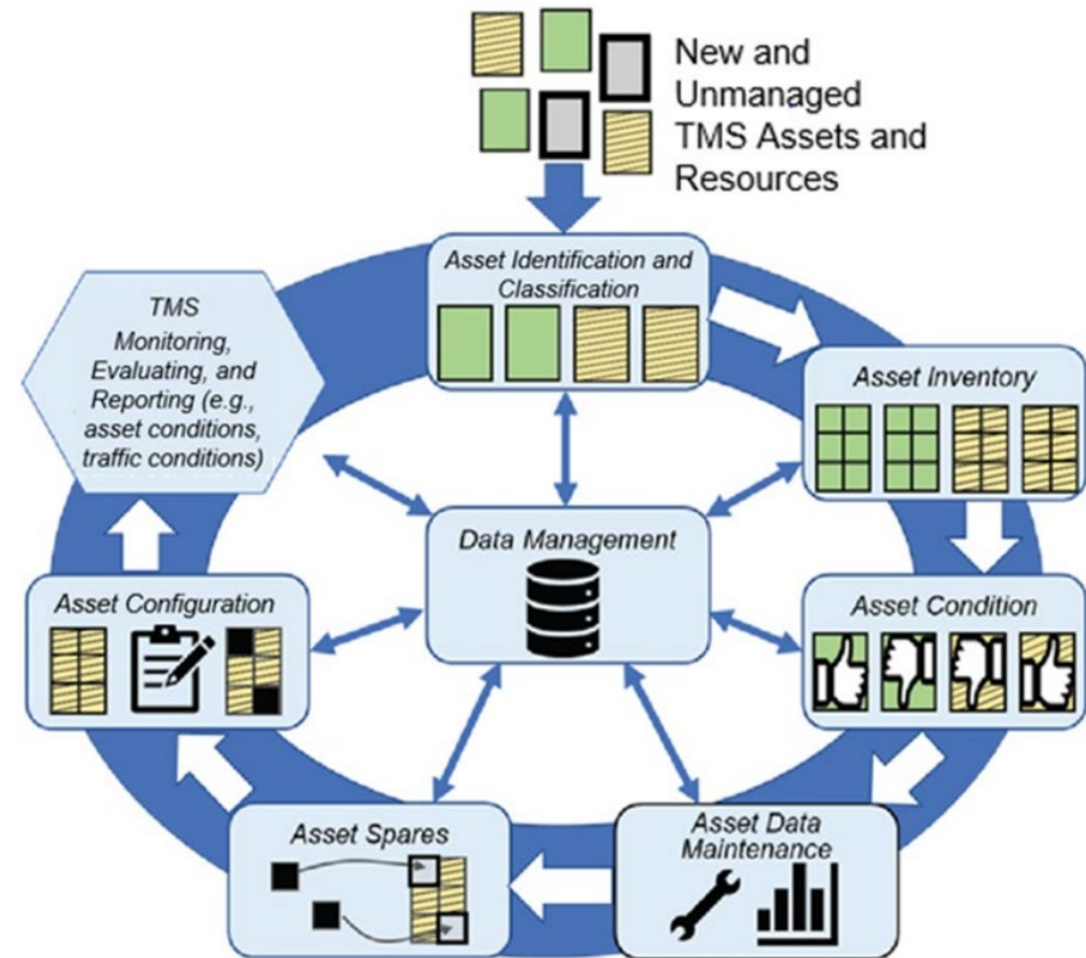 New and
Unmanaged
TMS Assets and
Resources
Asset Identification and
Classification
Asset Inventory
Asset Condition
Asset Data
Maintenance
Asset Spares
Asset Configuration
TMS
Monitoring,
Evaluating, and
Reporting (e.g.,
asset conditions,
traffic conditions)
Data Management